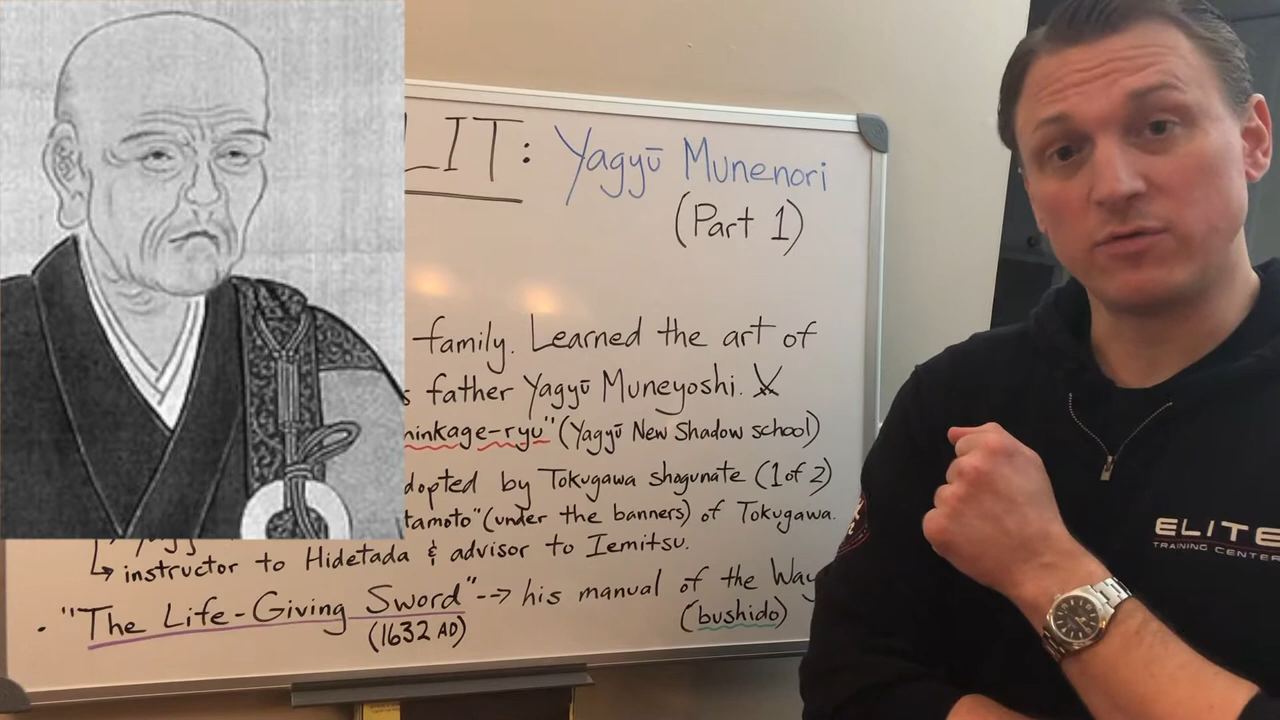 LIT: Yagyū Munenori
(Part 1)
family. Learned the art of
father Yagyū Muneyoshi.
hinkage-ryu" (Yagyū New Shadow school)
dopted by Tokugawa shogunate (1 of 2)
tamoto" (under the banners) of Tokugawa.
instructor to Hidetada & advisor to Iemitsu.
• "The Life-Giving Sword" --> his manual of the Way
(1632 AD)
(bushido)
ELITE
TRAINING CENTER